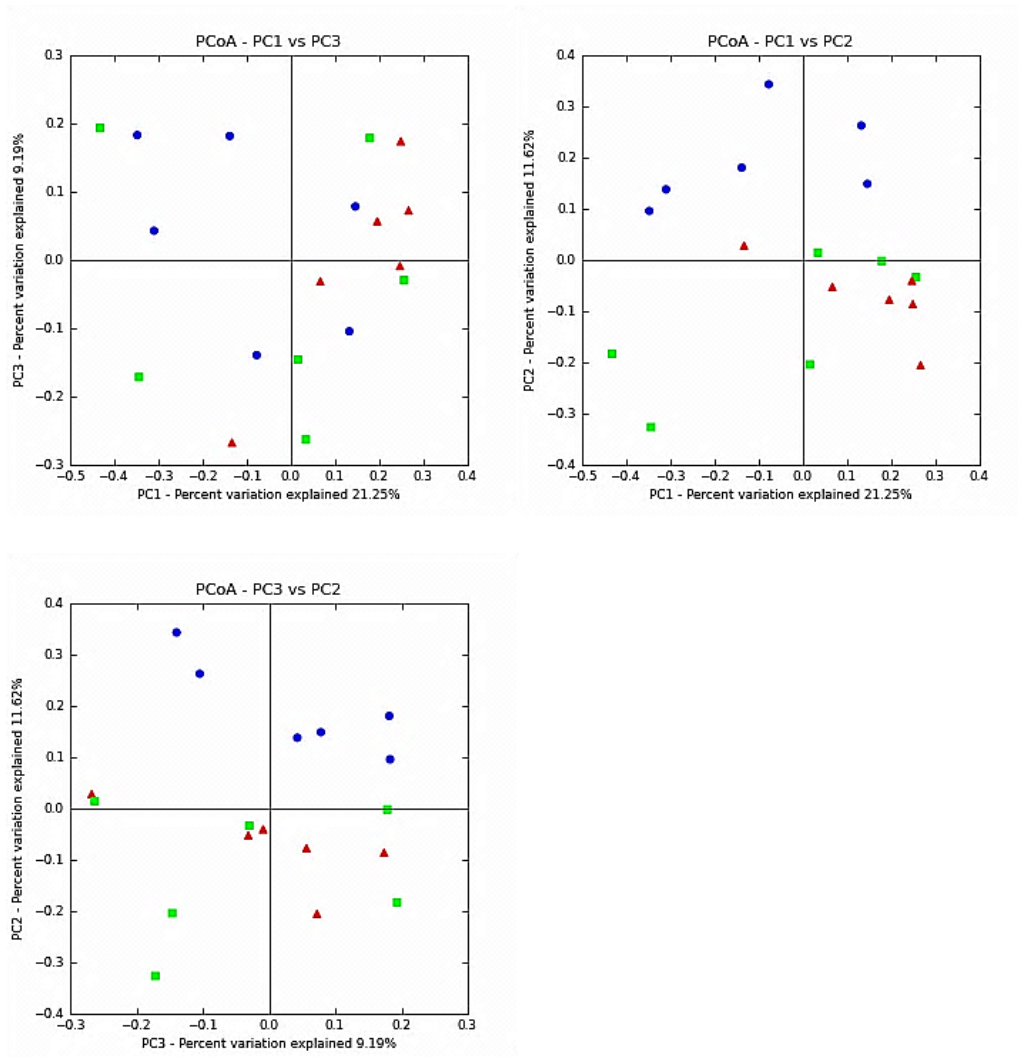 PCoA - PC1 vs PC3
0.3
0.2
0.1
0.0
−0.1
−0.2
−0.3
PC3 - Percent variation explained 9.19%
−0.5 −0.4 −0.3 −0.2 −0.1 0.0 0.1 0.2 0.3 0.4
PC1 - Percent variation explained 21.25%
PCoA - PC1 vs PC2
0.4
0.3
0.2
0.1
0.0
−0.1
−0.2
−0.3
−0.4
PC2 - Percent variation explained 11.62%
−0.5 −0.4 −0.3 −0.2 −0.1 0.0 0.1 0.2 0.3 0.4
PC1 - Percent variation explained 21.25%
PCoA - PC3 vs PC2
0.4
0.3
0.2
0.1
0.0
−0.1
−0.2
−0.3
−0.4
PC2 - Percent variation explained 11.62%
−0.3 −0.2 −0.1 0.0 0.1 0.2 0.3
PC3 - Percent variation explained 9.19%